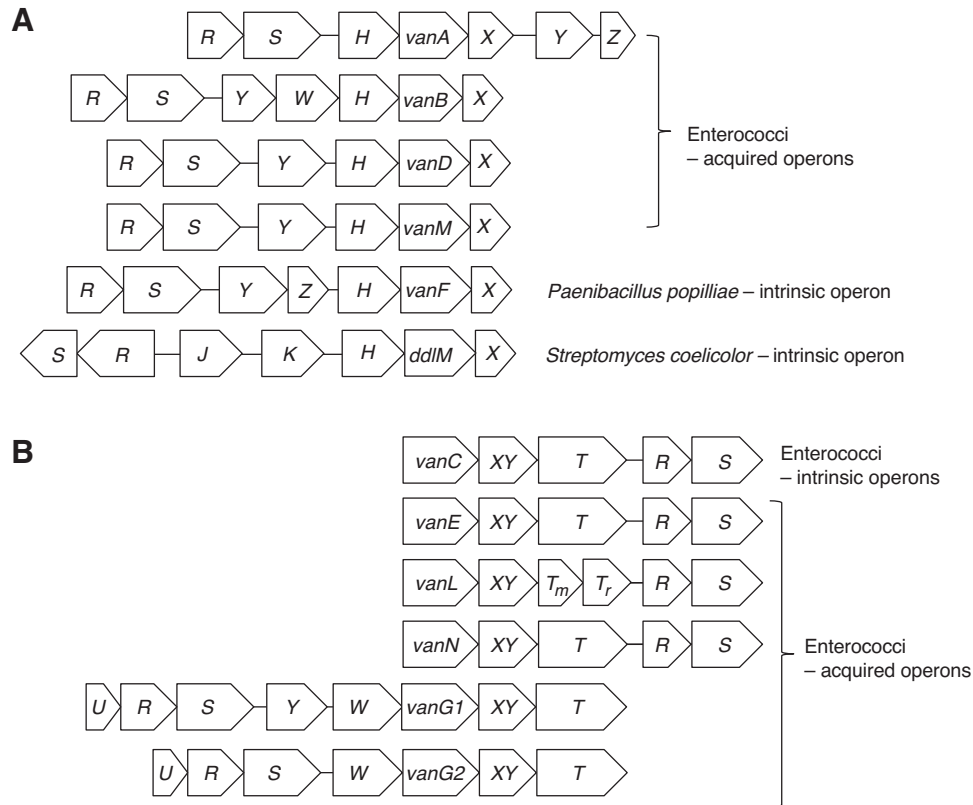 A
R S H vanA X Y Z
R S Y W H vanB X
R S Y H vanD X
R S Y H vanM X
Enterococci
– acquired operons
R S Y Z H vanF X
Paenibacillus popilliae – intrinsic operon
S R J K H ddlM X
Streptomyces coelicolor – intrinsic operon
B
vanC XY T R S
Enterococci
– intrinsic operons
vanE XY T R S
vanL XY Tm Tr R S
vanN XY T R S
Enterococci
– acquired operons
U R S Y W vanG1 XY T
U R S W vanG2 XY T